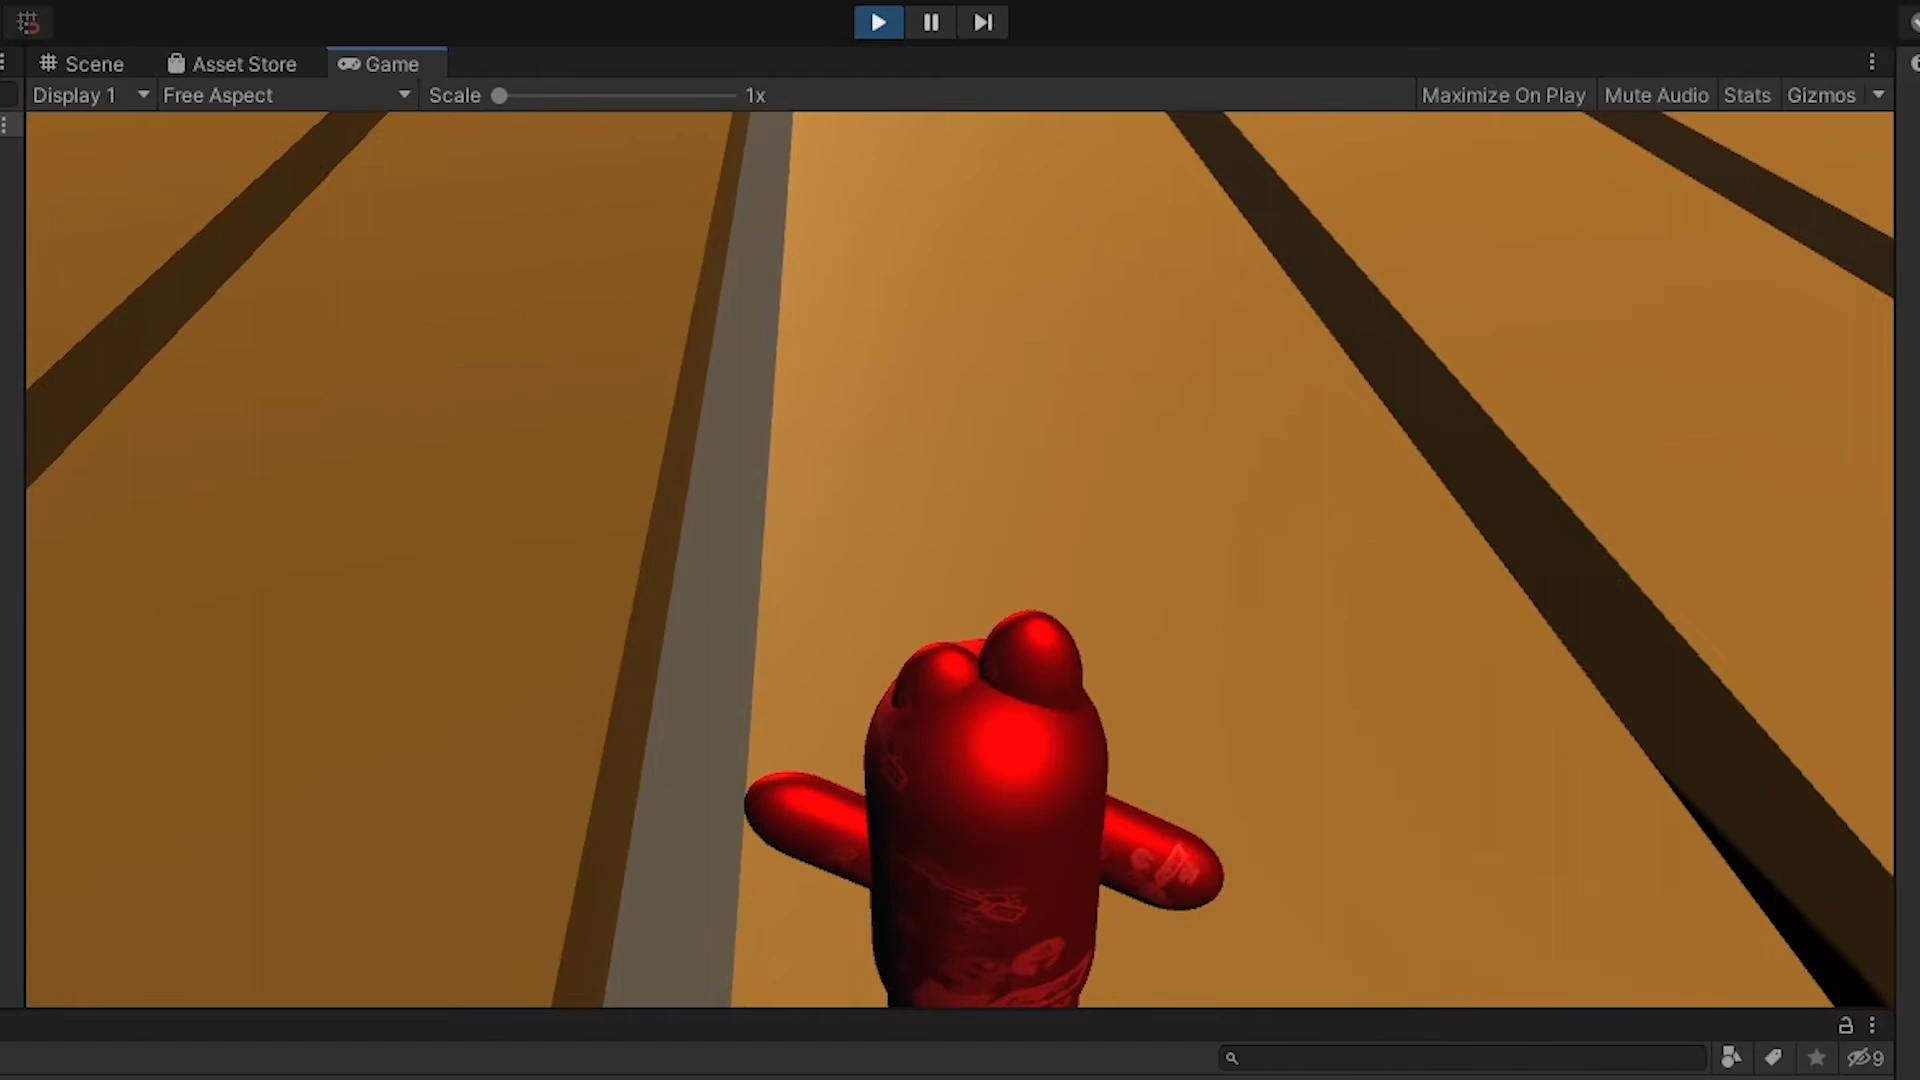 Scene Asset Store Game
Display 1 Free Aspect Scale 1x Maximize On Play Mute Audio Stats Gizmos
9